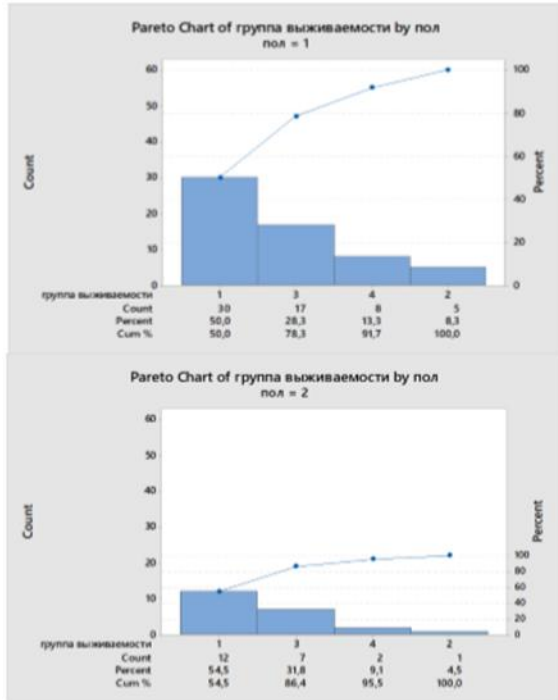 Pareto Chart of группа выживаемости by пол
пол = 1
Count
Percent
60
50
40
30
20
10
0
100
80
60
40
20
0
группа выживаемости 1 3 4 2
Count 30 17 8 5
Percent 50,0 28,3 13,3 8,3
Cum % 50,0 78,3 91,7 100,0
Pareto Chart of группа выживаемости by пол
пол = 2
Count
Percent
60
50
40
30
20
10
0
100
80
60
40
20
0
группа выживаемости 1 3 4 2
Count 12 7 2 1
Percent 54,5 31,8 9,1 4,5
Cum % 54,5 86,4 95,5 100,0